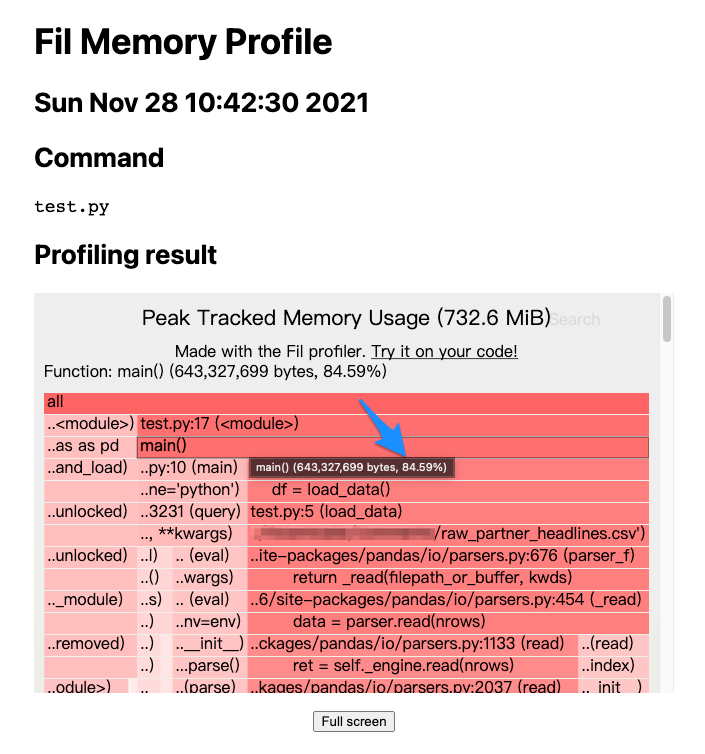 Fil Memory Profile
Sun Nov 28 10:42:30 2021
Command
test.py
Profiling result
Peak Tracked Memory Usage (732.6 MiB)
Search
Made with the Fil profiler. Try it on your code!
Function: main() (643,327,699 bytes, 84.59%)
all
..<module>) test.py:17 (<module>)
..as as pd main()
..and_load) ..py:10 (main) main() (643,327,699 bytes, 84.59%)
..ne='python') df = load_data()
..unlocked) ..3231 (query) test.py:5 (load_data)
.., **kwargs) /raw_partner_headlines.csv')
..unlocked) ..l) .. (eval) ..ite-packages/pandas/io/parsers.py:676 (parser_f)
..() ..wargs) return _read(filepath_or_buffer, kwds)
.._module) ..s) .. (eval) ..6/site-packages/pandas/io/parsers.py:454 (_read)
..) ..nv=env) data = parser.read(nrows)
..removed) ..) ..__init__) ..ckages/pandas/io/parsers.py:1133 (read) ..(read)
..) ...parse() ret = self._engine.read(nrows) ..index)
..odule>) .. ..(parse) ..kages/pandas/io/parsers.py:2037 (read) ..__init__)
Full screen